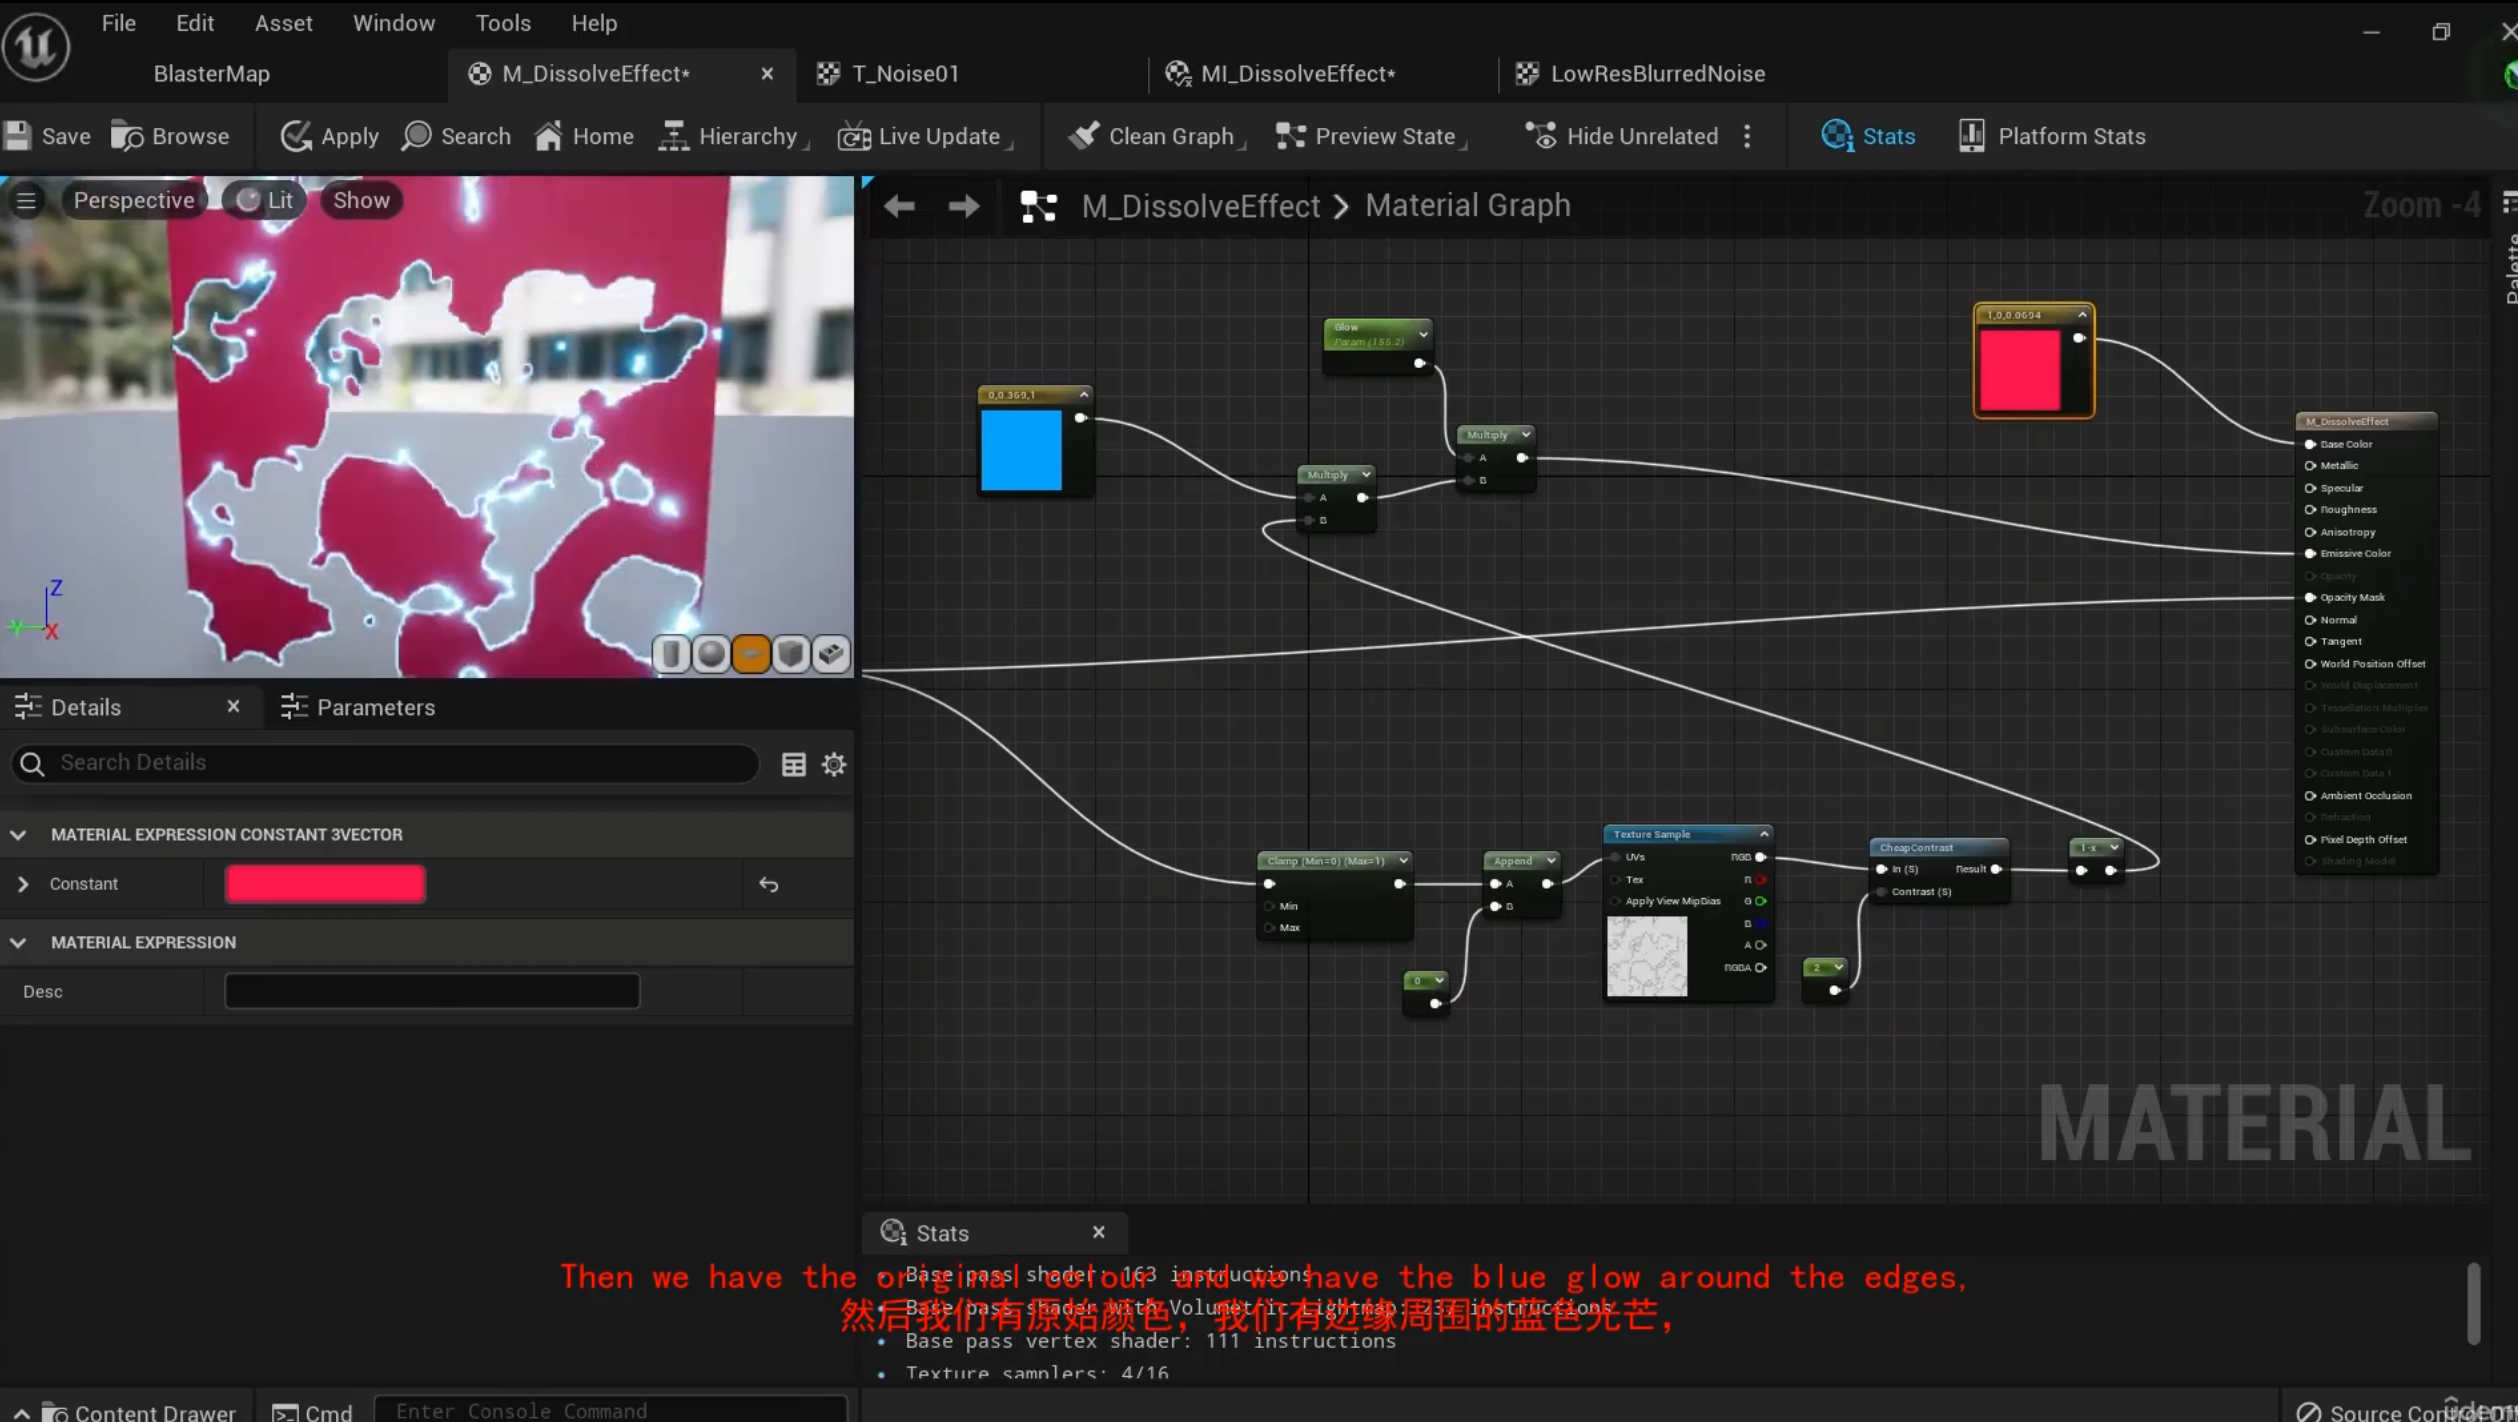 File Edit Asset Window Tools Help
BlasterMap
M_DissolveEffect*
T_Noise01
MI_DissolveEffect*
LowResBlurredNoise
Save Browse Apply Search Home Hierarchy Live Update Clean Graph Preview State Hide Unrelated Stats Platform Stats
Perspective Lit Show
M_DissolveEffect Material Graph
Zoom -4
Palette
Z
Y X
Glow
Param (155.2)
0,0.369,1
Multiply
A
B
Multiply
A
B
1,0,0.0694
M_DissolveEffect
Base Color
Metallic
Specular
Roughness
Anisotropy
Emissive Color
Opacity
Opacity Mask
Normal
Tangent
World Position Offset
World Displacement
Tessellation Multiplier
Subsurface Color
Custom Data 0
Custom Data 1
Ambient Occlusion
Refraction
Pixel Depth Offset
Shading Model
Clamp (Min=0) (Max=1)
Min
Max
Append
A
B
0
Texture Sample
UVs RGB
Tex R
Apply View MipBias G
B
A
RGBA
CheapContrast
In (S) Result
Contrast (S)
2
1-x
MATERIAL
Details
Parameters
Search Details
MATERIAL EXPRESSION CONSTANT 3VECTOR
Constant
MATERIAL EXPRESSION
Desc
Stats
Base pass shader: 163 instructions
Then we have the original colour and we have the blue glow around the edges,
然后我们有原始颜色，我们有边缘周围的蓝色光芒，
Base pass vertex shader: 111 instructions
Texture samplers: 4/16
Content Drawer
Cmd
Enter Console Command
Source